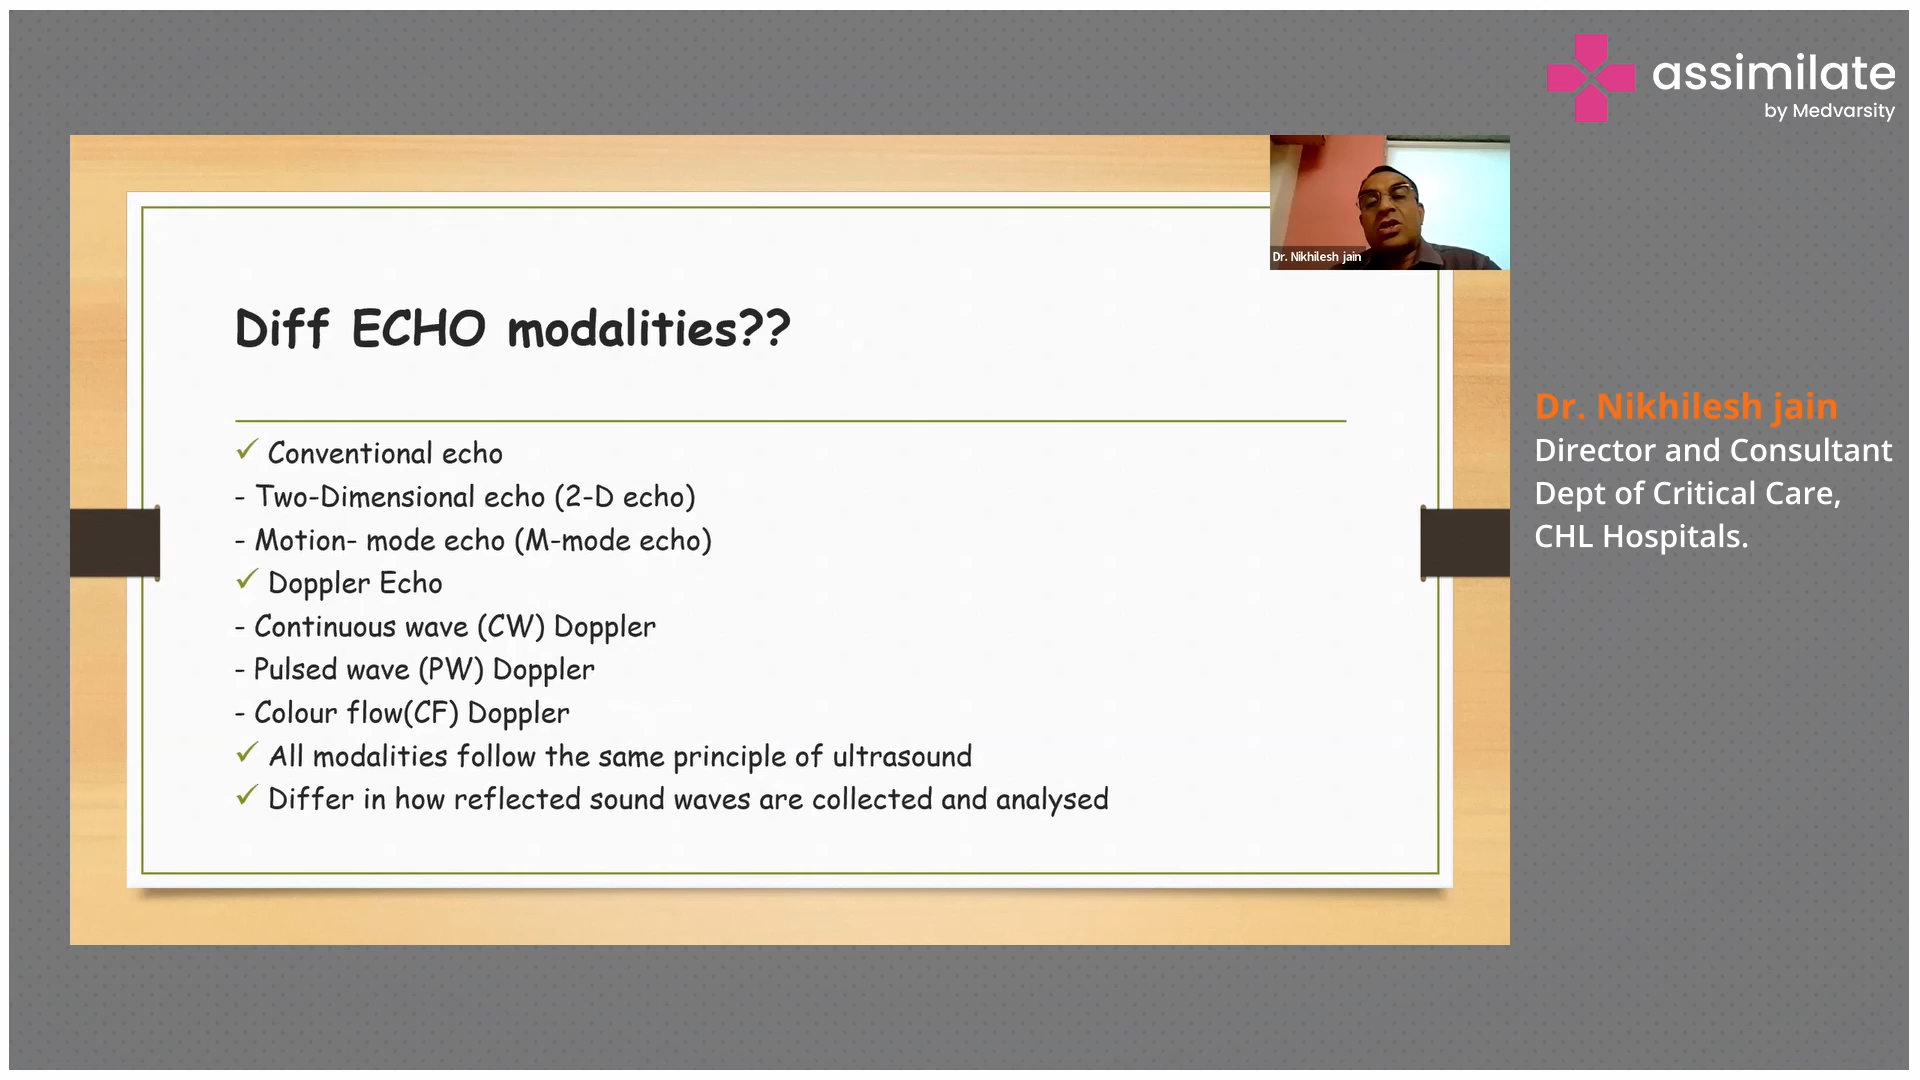 assimilate
by Medvarsity
Dr. Nikhilesh jain
Diff ECHO modalities??
✓ Conventional echo
- Two-Dimensional echo (2-D echo)
- Motion- mode echo (M-mode echo)
✓ Doppler Echo
- Continuous wave (CW) Doppler
- Pulsed wave (PW) Doppler
- Colour flow(CF) Doppler
✓ All modalities follow the same principle of ultrasound
✓ Differ in how reflected sound waves are collected and analysed
Dr. Nikhilesh jain
Director and Consultant
Dept of Critical Care,
CHL Hospitals.